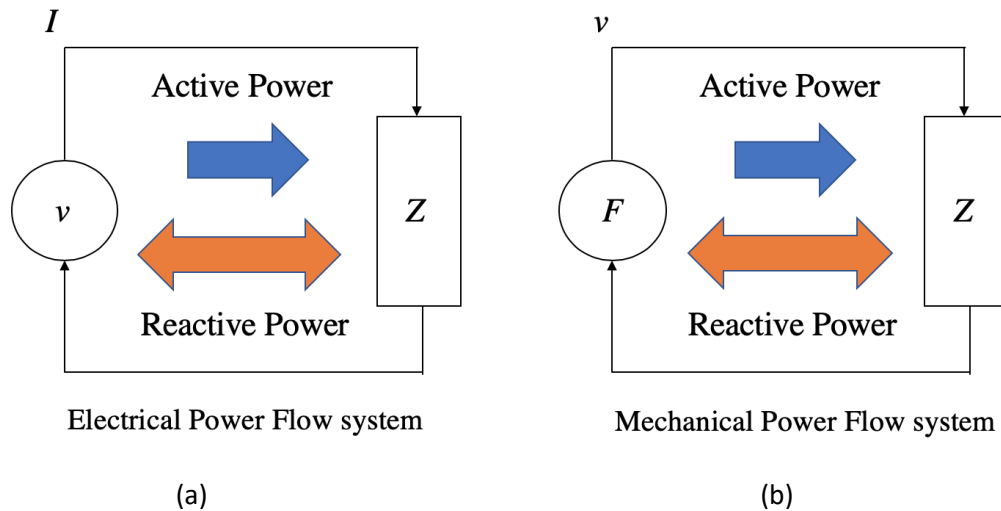 I
Active Power
v
Z
Reactive Power
Electrical Power Flow system
(a)
v
Active Power
F
Z
Reactive Power
Mechanical Power Flow system
(b)